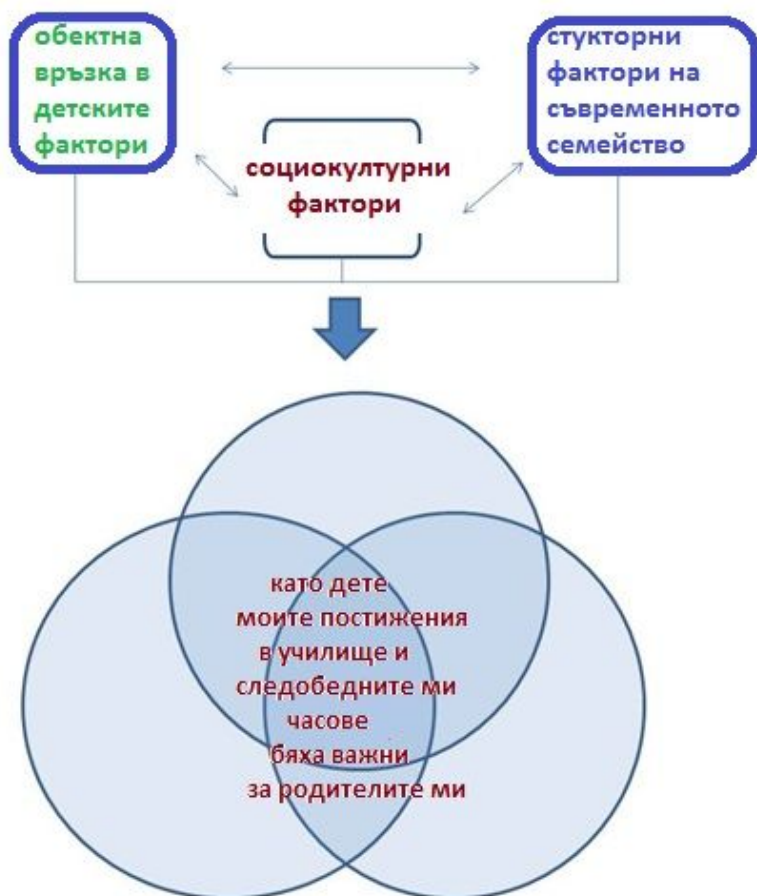 обектна
връзка в
детските
фактори
стукторни
фактори на
съвременното
семейство
социокултурни
фактори
като дете
моите постижения
в училище и
следобедните ми
часове
бяха важни
за родителите ми